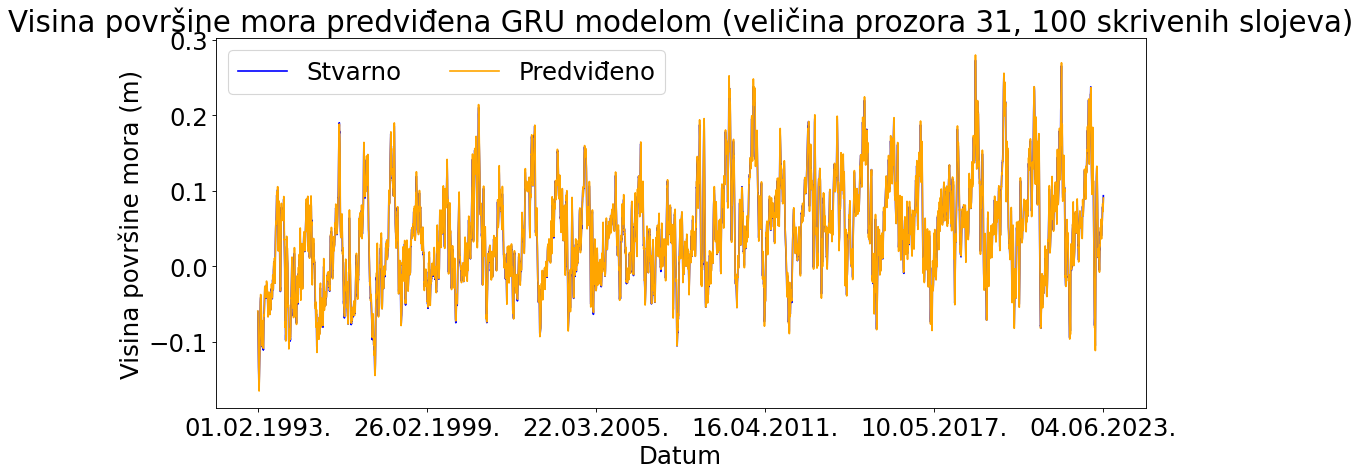 Visina površine mora predviđena GRU modelom (veličina prozora 31, 100 skrivenih slojeva)
Stvarno
Predviđeno
Visina površine mora (m)
0.3
0.2
0.1
0.0
−0.1
01.02.1993.
26.02.1999.
22.03.2005.
16.04.2011.
10.05.2017.
04.06.2023.
Datum